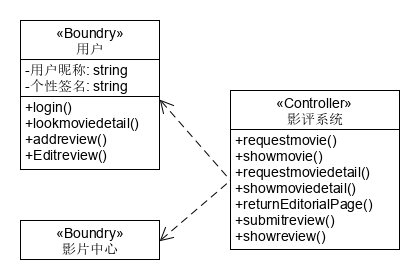 «Boundry»
用户
-用户昵称: string
-个性签名: string
+login()
+lookmoviedetail()
+addreview()
+Editreview()
«Controller»
影评系统
+requestmovie()
+showmovie()
+requestmoviedetail()
+showmoviedetail()
+returnEditorialPage()
+submitreview()
+showreview()
«Boundry»
影片中心